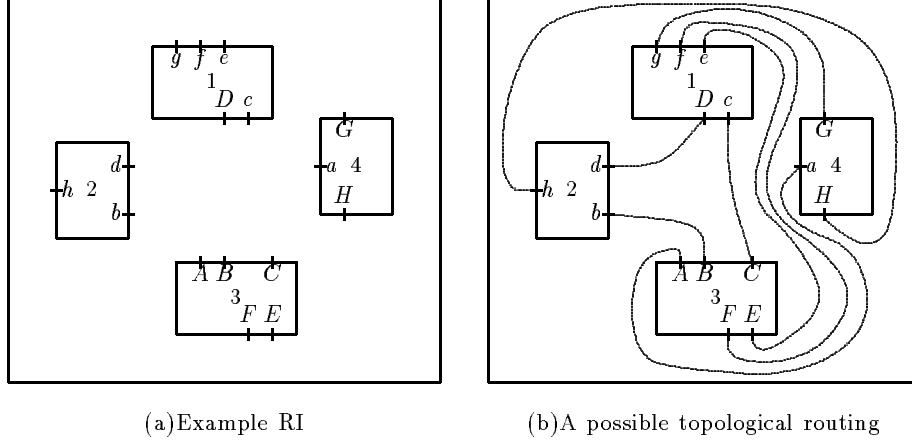 g f e
1
D c
G
d
a 4
h 2
H
b
A B C
3
F E
(a)Example RI
g f e
1
D c
G
d
a 4
h 2
H
b
A B C
3
F E
(b)A possible topological routing